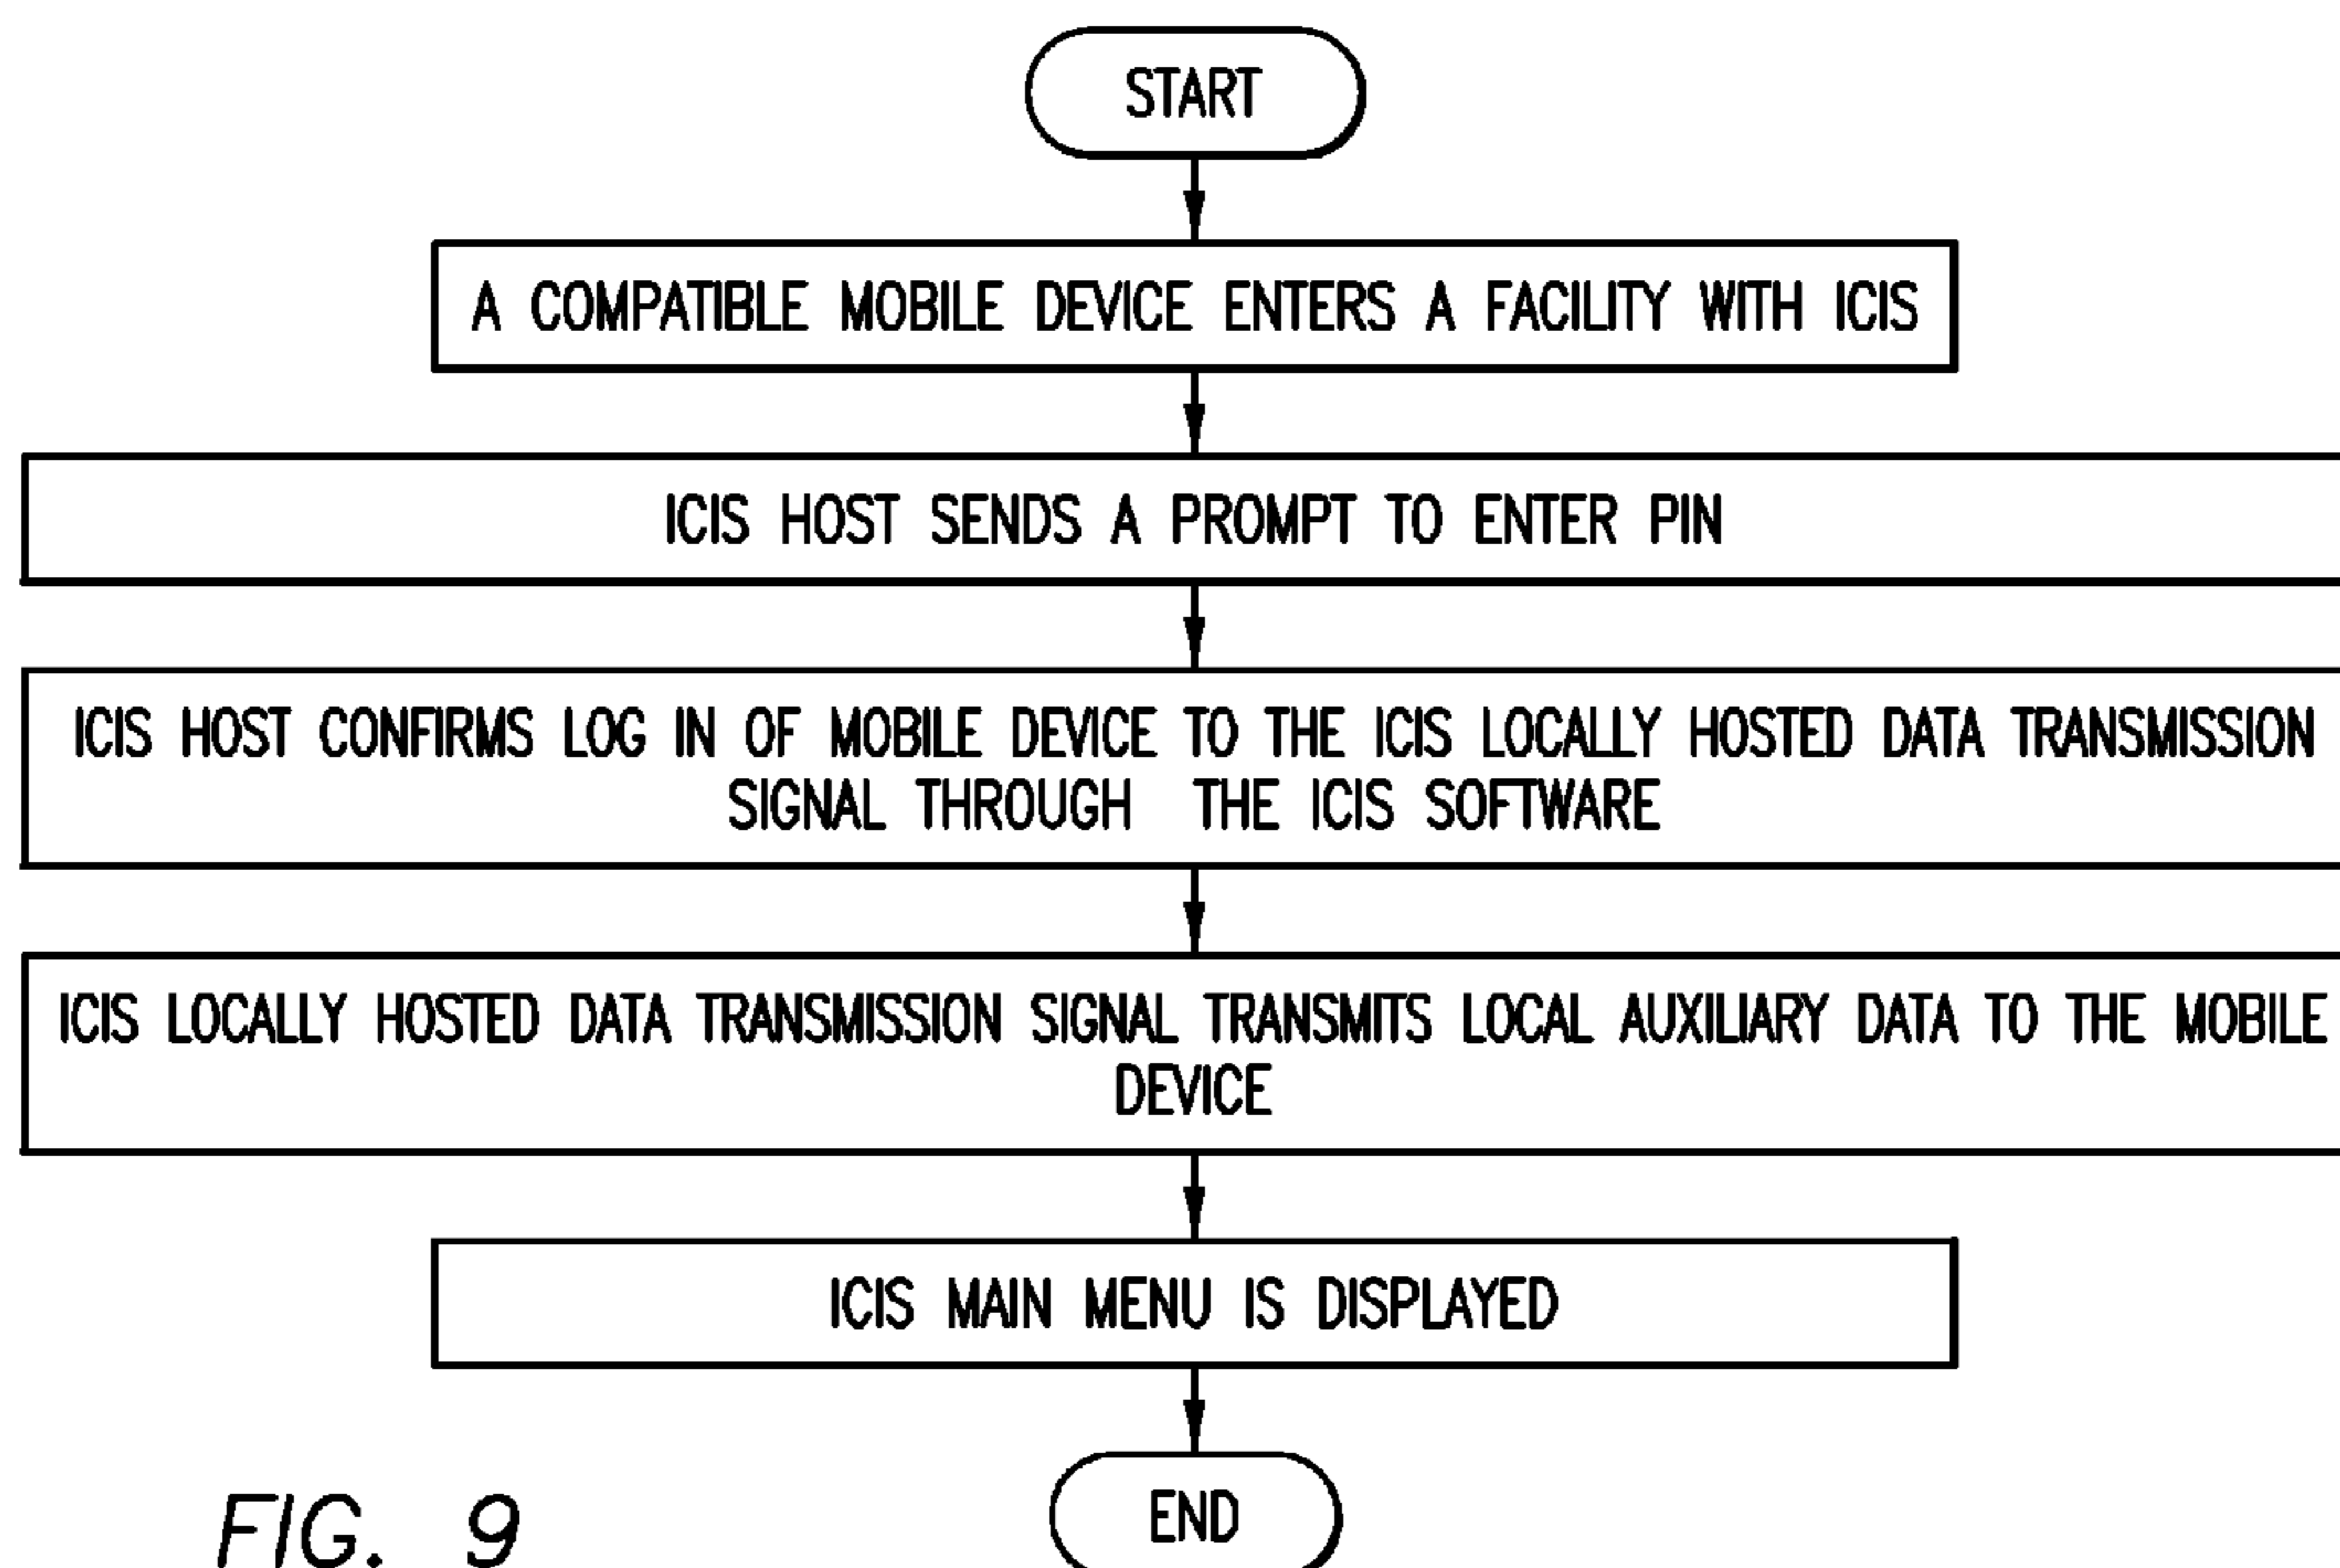 START
A COMPATIBLE MOBILE DEVICE ENTERS A FACILITY WITH ICIS
ICIS HOST SENDS A PROMPT TO ENTER PIN
ICIS HOST CONFIRMS LOG IN OF MOBILE DEVICE TO THE ICIS LOCALLY HOSTED DATA TRANSMISSION
SIGNAL THROUGH THE ICIS SOFTWARE
ICIS LOCALLY HOSTED DATA TRANSMISSION SIGNAL TRANSMITS LOCAL AUXILIARY DATA TO THE MOBILE
DEVICE
ICIS MAIN MENU IS DISPLAYED
END
FIG. 9